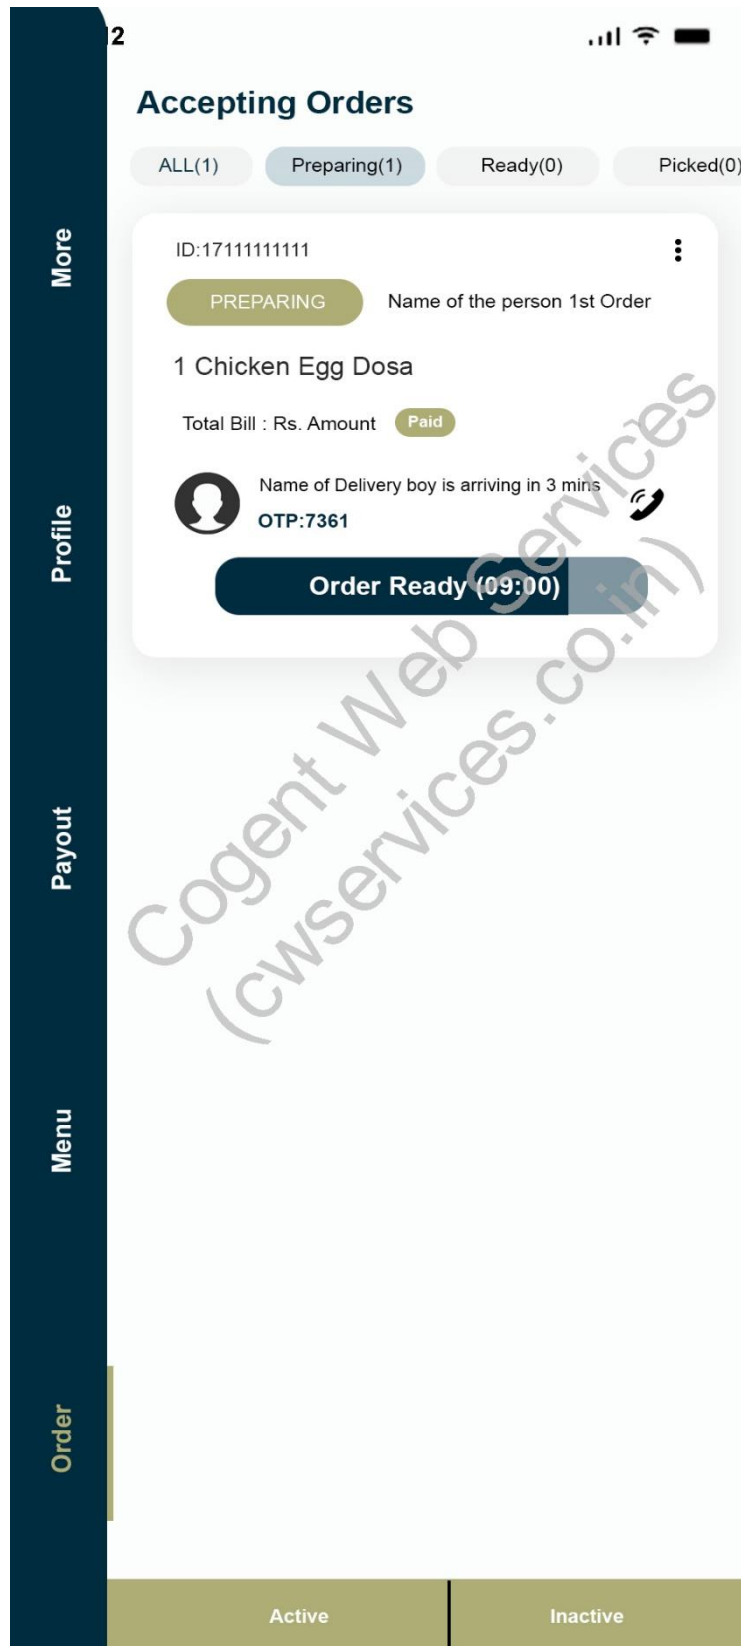 12
Accepting Orders
ALL(1) Preparing(1) Ready(0) Picked(0)
ID:17111111111
PREPARING Name of the person 1st Order
1 Chicken Egg Dosa
Total Bill : Rs. Amount Paid
Name of Delivery boy is arriving in 3 mins
OTP:7361
Order Ready (09:00)
More
Profile
Payout
Menu
Order
Cogent Web Services
(cwservices.co.in)
Active Inactive